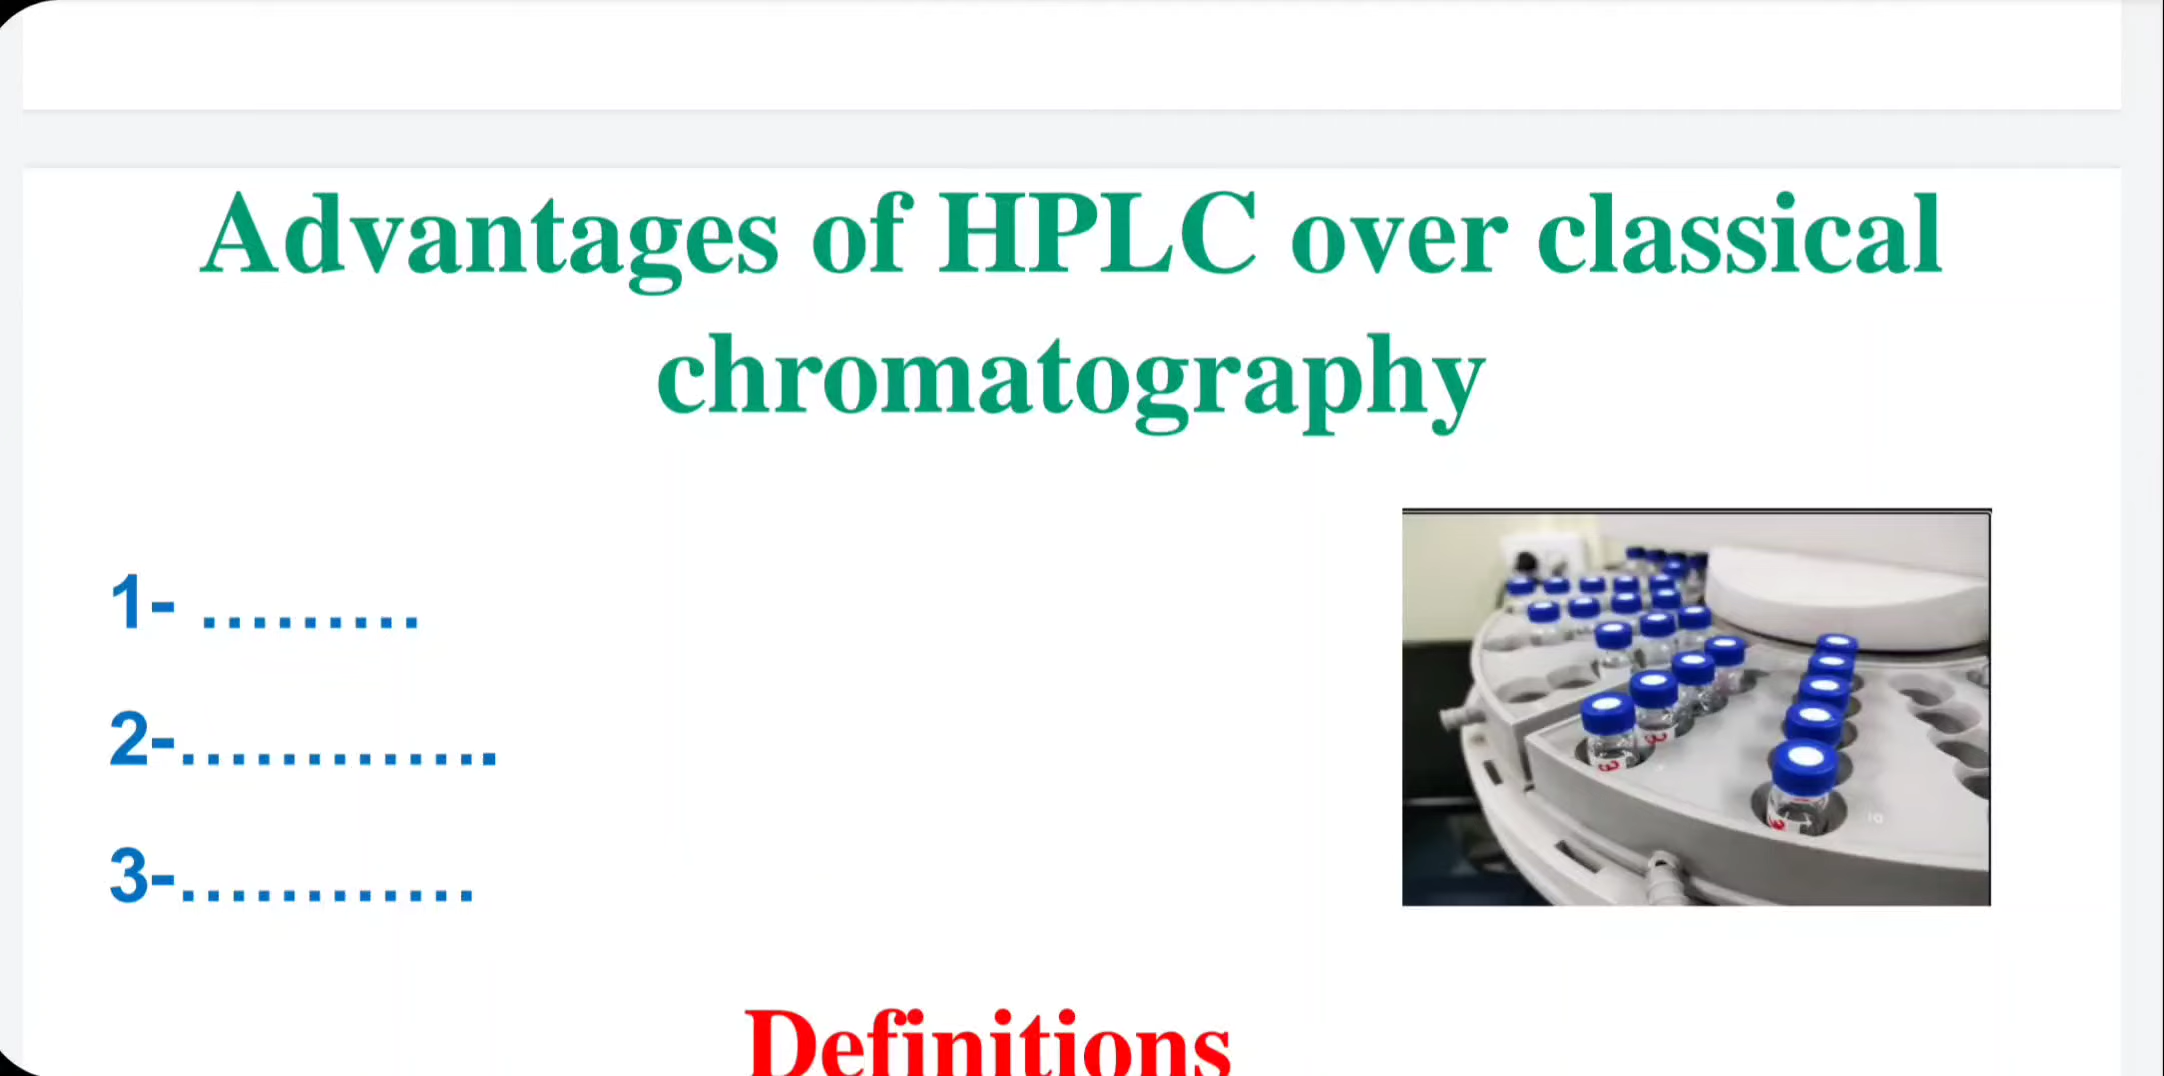 Advantages of HPLC over classical
chromatography
1- .........
2-.............
3-............
Definitions